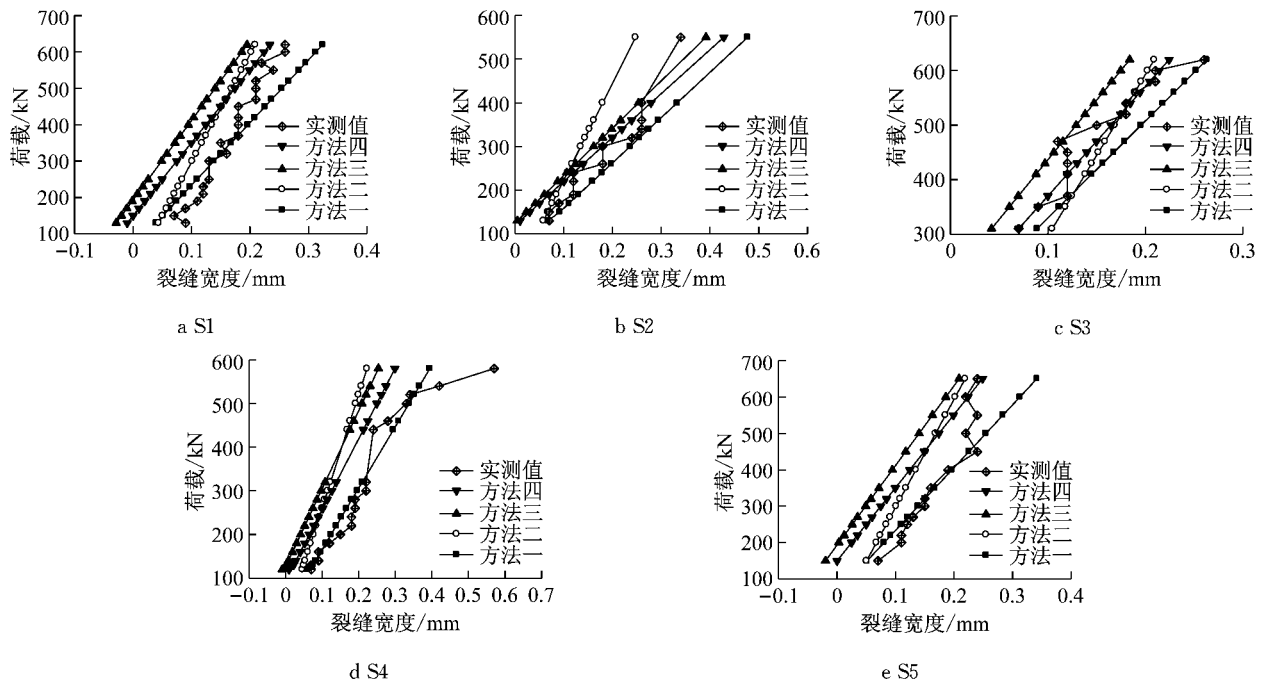 700
600
500
400
300
200
100
荷载/kN
实测值
方法四
方法三
方法二
方法一
−0.1 0 0.1 0.2 0.3 0.4
裂缝宽度/mm
a S1
600
500
400
300
200
100
荷载/kN
实测值
方法四
方法三
方法二
方法一
0 0.1 0.2 0.3 0.4 0.5 0.6
裂缝宽度/mm
b S2
700
600
500
400
300
荷载/kN
实测值
方法四
方法三
方法二
方法一
0 0.1 0.2 0.3
裂缝宽度/mm
c S3
600
500
400
300
200
100
荷载/kN
实测值
方法四
方法三
方法二
方法一
−0.1 0 0.1 0.2 0.3 0.4 0.5 0.6 0.7
裂缝宽度/mm
d S4
700
600
500
400
300
200
100
荷载/kN
实测值
方法四
方法三
方法二
方法一
−0.1 0 0.1 0.2 0.3 0.4
裂缝宽度/mm
e S5